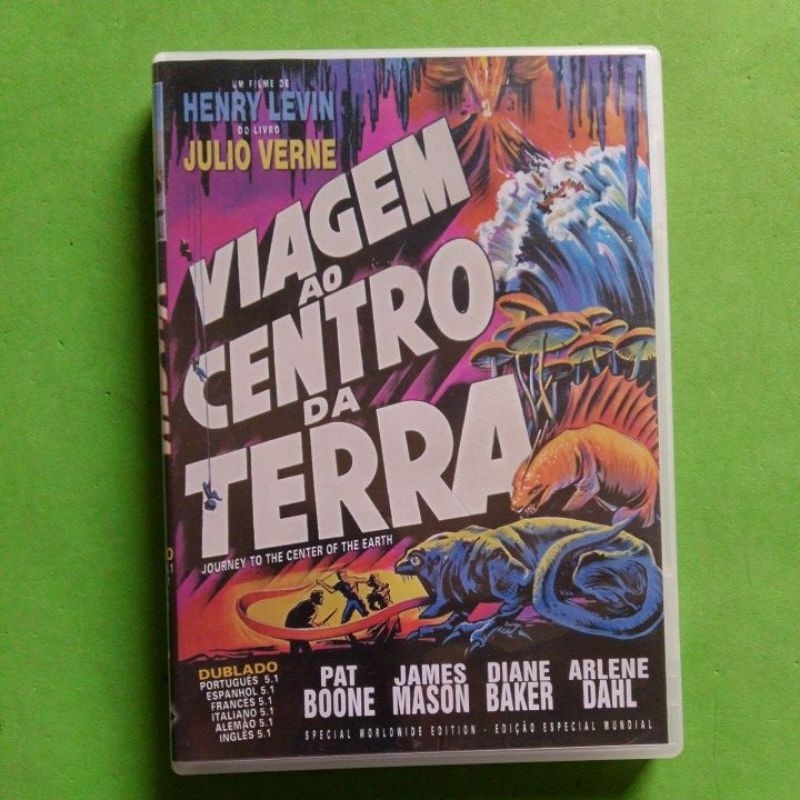 UM FILME DE
HENRY LEVIN
DO LIVRO
JULIO VERNE
VIAGEM
AO
CENTRO
DA
TERRA
JOURNEY TO THE CENTER OF THE EARTH
DUBLADO
PORTUGUÊS 5.1
ESPANHOL 5.1
FRANCÊS 5.1
ITALIANO 5.1
ALEMÃO 5.1
INGLÊS 5.1
PAT BOONE
JAMES MASON
DIANE BAKER
ARLENE DAHL
SPECIAL WORLDWIDE EDITION - EDIÇÃO ESPECIAL MUNDIAL